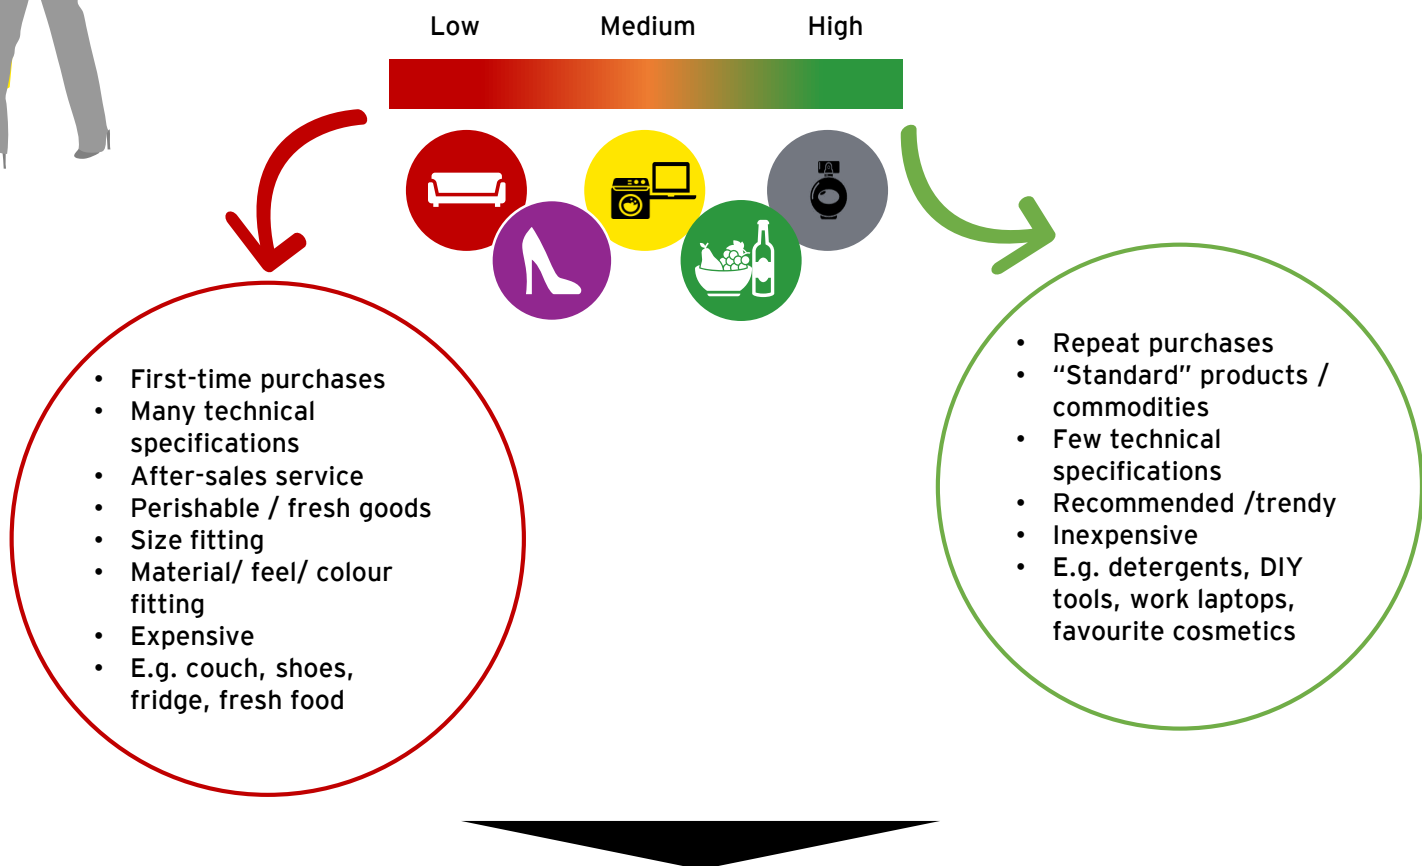 Low Medium High
• First-time purchases
• Many technical
specifications
• After-sales service
• Perishable / fresh goods
• Size fitting
• Material/ feel/ colour
fitting
• Expensive
• E.g. couch, shoes,
fridge, fresh food
• Repeat purchases
• “Standard” products /
commodities
• Few technical
specifications
• Recommended /trendy
• Inexpensive
• E.g. detergents, DIY
tools, work laptops,
favourite cosmetics